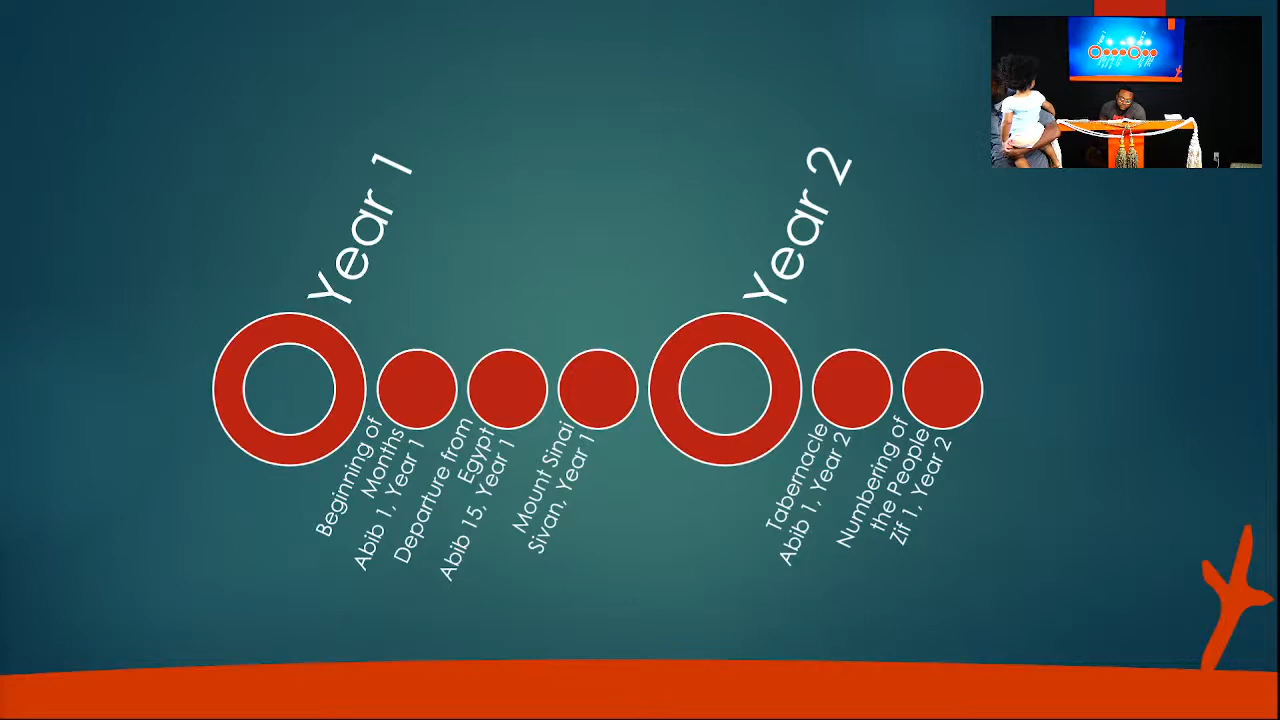 Year 1
Beginning of
Months
Abib 1, Year 1
Departure from
Egypt
Abib 15, Year 1
Mount Sinai
Sivan, Year 1
Year 2
Tabernacle
Abib 1, Year 2
Numbering of
the People
Zif 1, Year 2